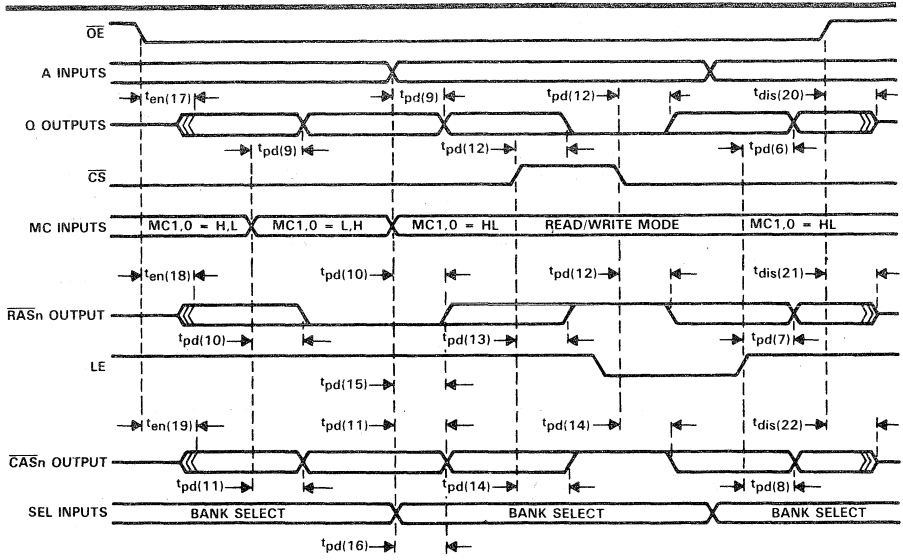 OE
A INPUTS
ten(17) tpd(9) tpd(12) tdis(20)
Q OUTPUTS
tpd(9) tpd(12) tpd(6)
CS
MC INPUTS MC1,0 = H,L MC1,0 = L,H MC1,0 = HL READ/WRITE MODE MC1,0 = HL
ten(18) tpd(10) tpd(12) tdis(21)
RASn OUTPUT
tpd(10) tpd(13) tpd(7)
LE
tpd(15)
ten(19) tpd(11) tpd(14) tdis(22)
CASn OUTPUT
tpd(11) tpd(14) tpd(8)
SEL INPUTS BANK SELECT BANK SELECT BANK SELECT
tpd(16)